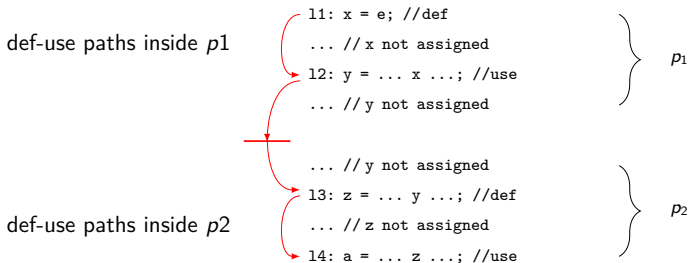 l1: x = e; //def
def-use paths inside p1
... // x not assigned
l2: y = ... x ...; //use
p1
... // y not assigned
... // y not assigned
l3: z = ... y ...; //def
p2
def-use paths inside p2
... // z not assigned
l4: a = ... z ...; //use